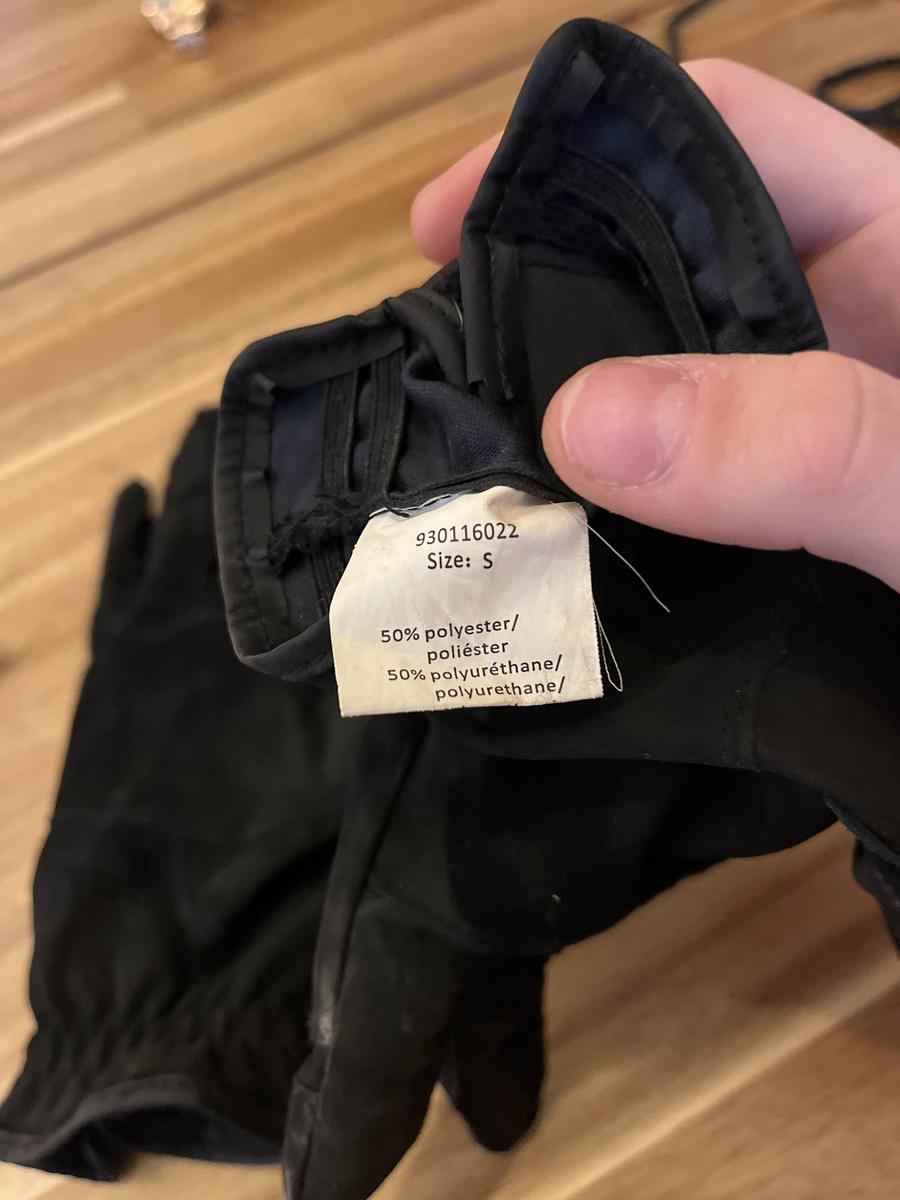 930116022
Size: S
50% polyester/
poliéster
50% polyuréthane/
polyurethane/